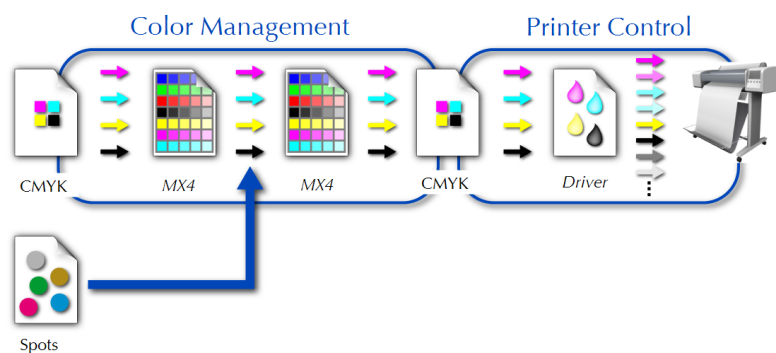 Color Management
Printer Control
CMYK
MX4
MX4
CMYK
Driver
Spots